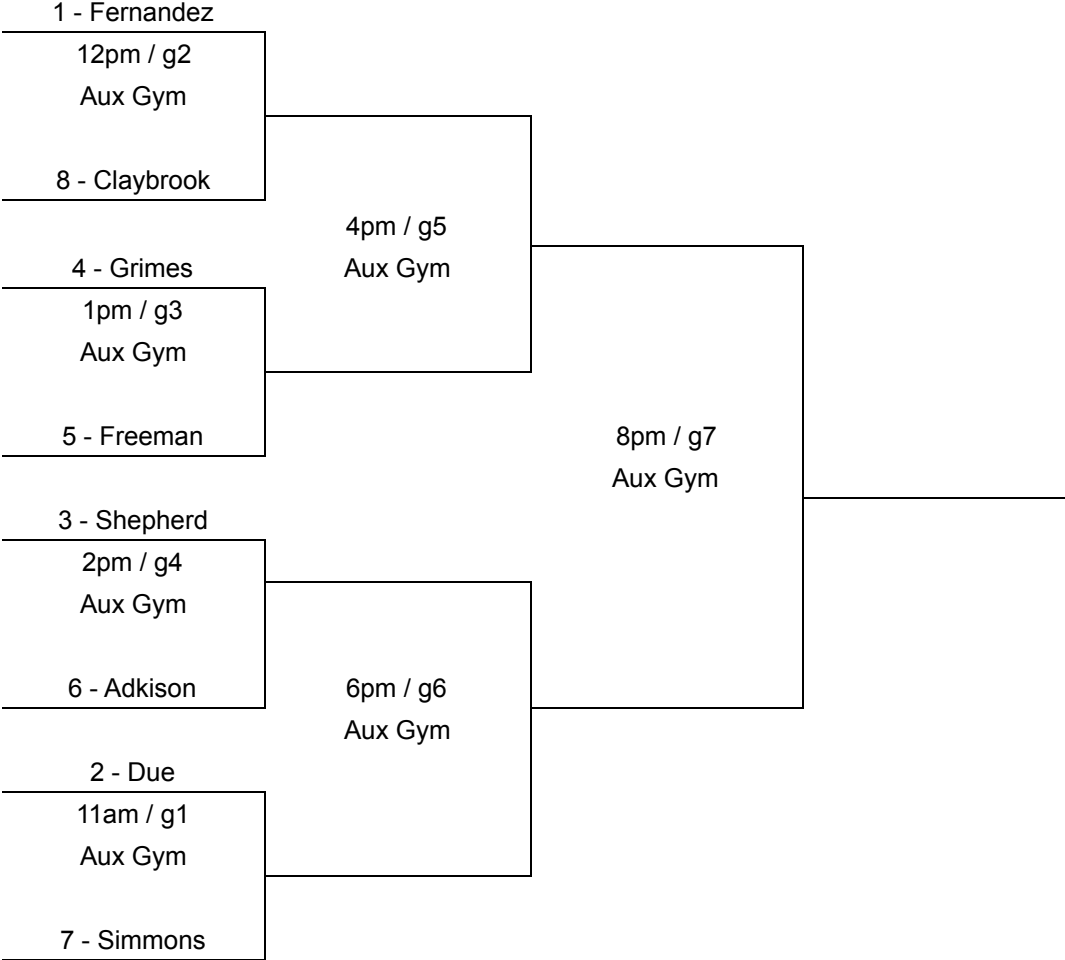 1 - Fernandez
12pm / g2
Aux Gym
8 - Claybrook
4pm / g5
Aux Gym
4 - Grimes
1pm / g3
Aux Gym
5 - Freeman
8pm / g7
Aux Gym
3 - Shepherd
2pm / g4
Aux Gym
6 - Adkison
6pm / g6
Aux Gym
2 - Due
11am / g1
Aux Gym
7 - Simmons